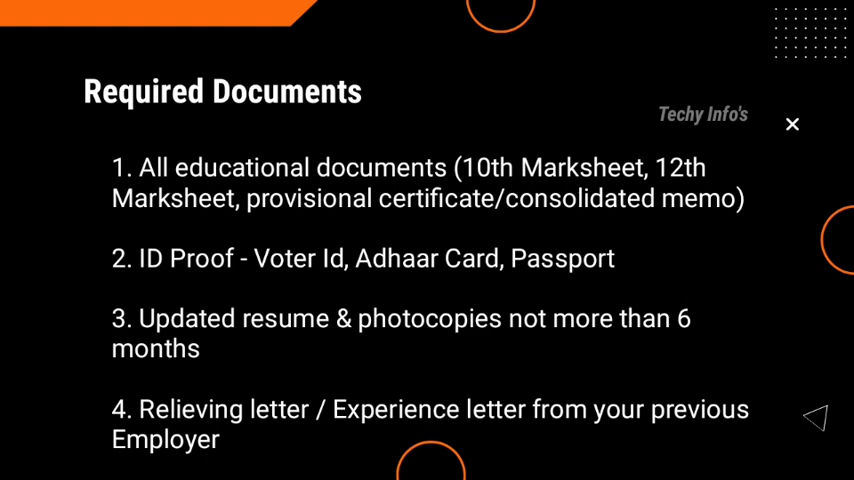 Required Documents
Techy Info's
1. All educational documents (10th Marksheet, 12th
Marksheet, provisional certificate/consolidated memo)
2. ID Proof - Voter Id, Adhaar Card, Passport
3. Updated resume & photocopies not more than 6
months
4. Relieving letter / Experience letter from your previous
Employer